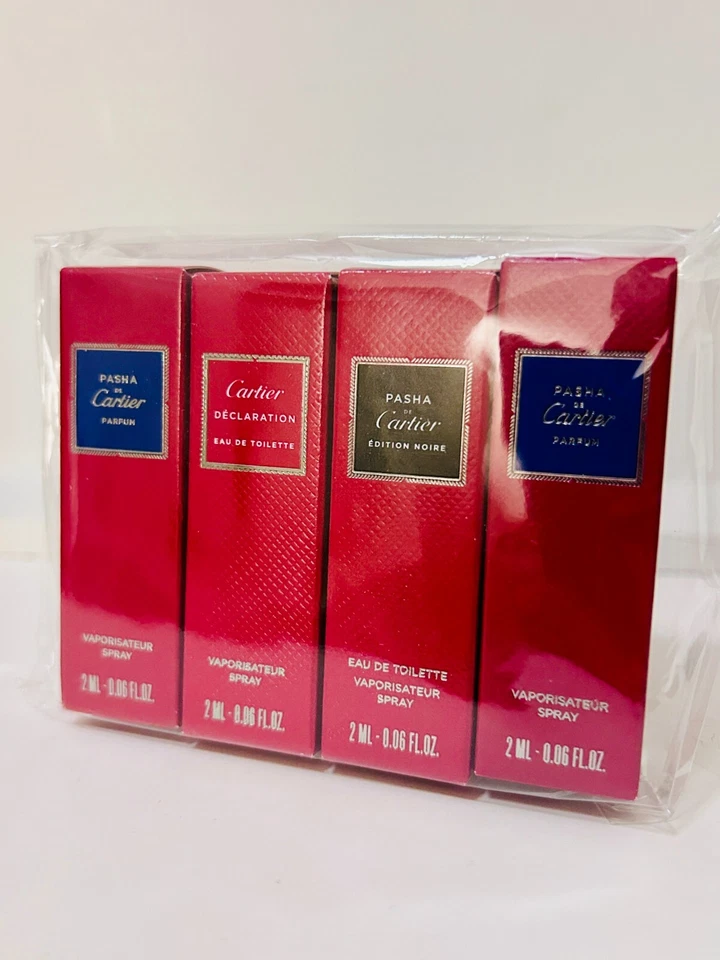 PASHA
DE
Cartier
PARFUM
VAPORISATEUR
SPRAY
2 ML - 0.06 FL.OZ.
Cartier
DÉCLARATION
EAU DE TOILETTE
VAPORISATEUR
SPRAY
2 ML - 0.06 FL.OZ.
PASHA
DE
Cartier
ÉDITION NOIRE
EAU DE TOILETTE
VAPORISATEUR
SPRAY
2 ML - 0.06 FL.OZ.
PASHA
DE
Cartier
PARFUM
VAPORISATEUR
SPRAY
2 ML - 0.06 FL.OZ.